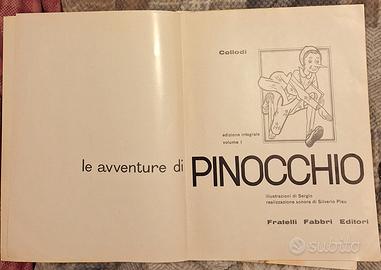 Collodi
edizione integrale
volume I
le avventure di PINOCCHIO
illustrazioni di Sergio
realizzazione sonora di Silverio Pisu
Fratelli Fabbri Editori
subito